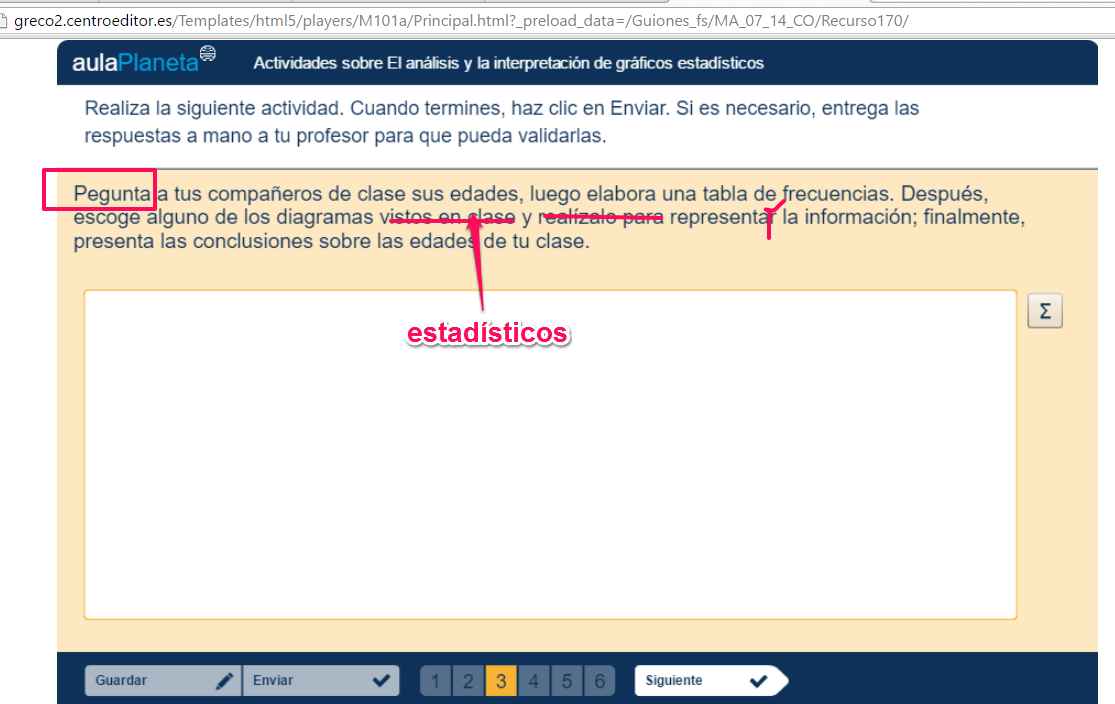 greco2.centroeditor.es/Templates/html5/players/M101a/Principal.html?_preload_data=/Guiones_fs/MA_07_14_CO/Recurso170/
aulaPlaneta
Actividades sobre El análisis y la interpretación de gráficos estadísticos
Realiza la siguiente actividad. Cuando termines, haz clic en Enviar. Si es necesario, entrega las
respuestas a mano a tu profesor para que pueda validarlas.
Pegunta a tus compañeros de clase sus edades, luego elabora una tabla de frecuencias. Después,
escoge alguno de los diagramas vistos en clase y realízalo para representar la información; finalmente,
presenta las conclusiones sobre las edades de tu clase.
Σ
estadísticos
Guardar Enviar 1 2 3 4 5 6 Siguiente